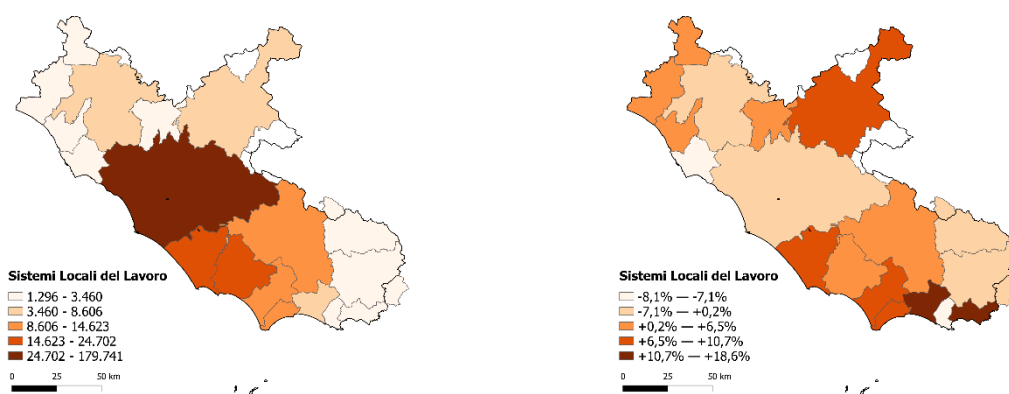 Sistemi Locali del Lavoro
1.296 - 3.460
3.460 - 8.606
8.606 - 14.623
14.623 - 24.702
24.702 - 179.741
0 25 50 km
Sistemi Locali del Lavoro
-8,1% — -7,1%
-7,1% — +0,2%
+0,2% — +6,5%
+6,5% — +10,7%
+10,7% — +18,6%
0 25 50 km